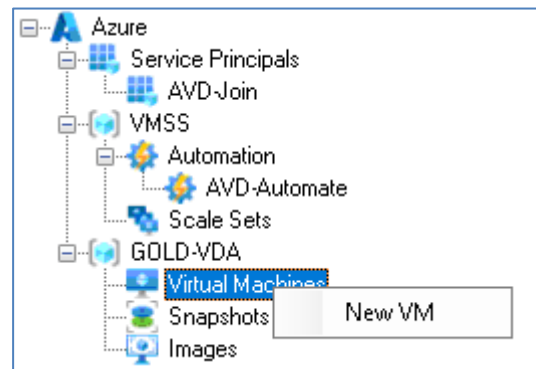 Azure
Service Principals
AVD-Join
VMSS
Automation
AVD-Automate
Scale Sets
GOLD-VDA
Virtual Machines
New VM
Snapshots
Images